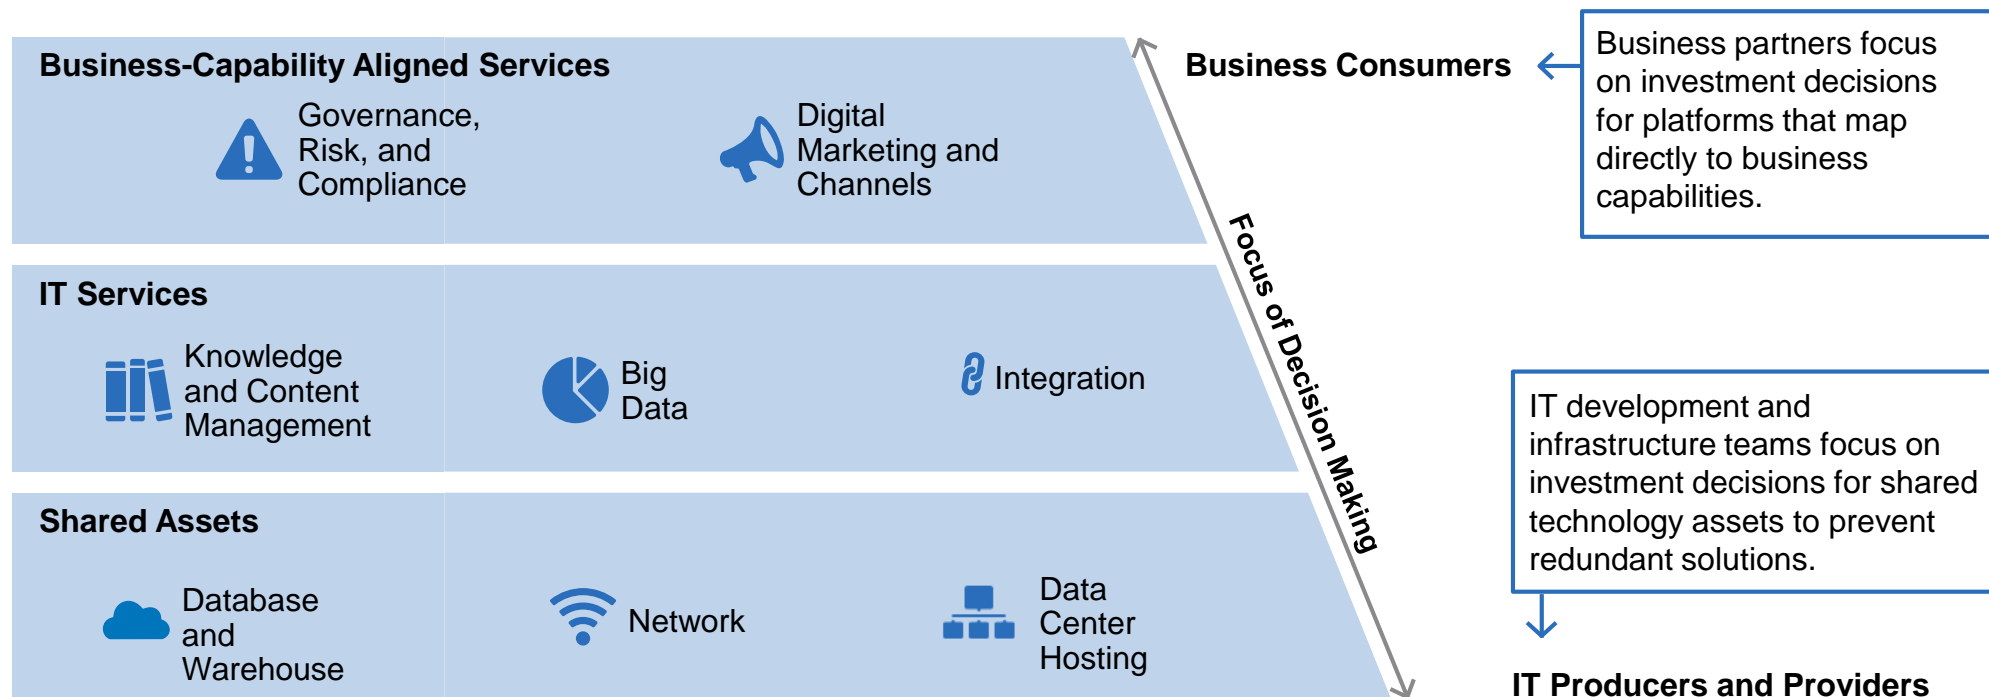 Business-Capability Aligned Services
Governance,
Risk, and
Compliance
Digital
Marketing and
Channels
Business Consumers
Business partners focus
on investment decisions
for platforms that map
directly to business
capabilities.
Focus of Decision Making
IT Services
Knowledge
and Content
Management
Big
Data
Integration
IT development and
infrastructure teams focus on
investment decisions for shared
technology assets to prevent
redundant solutions.
Shared Assets
Database
and
Warehouse
Network
Data
Center
Hosting
IT Producers and Providers